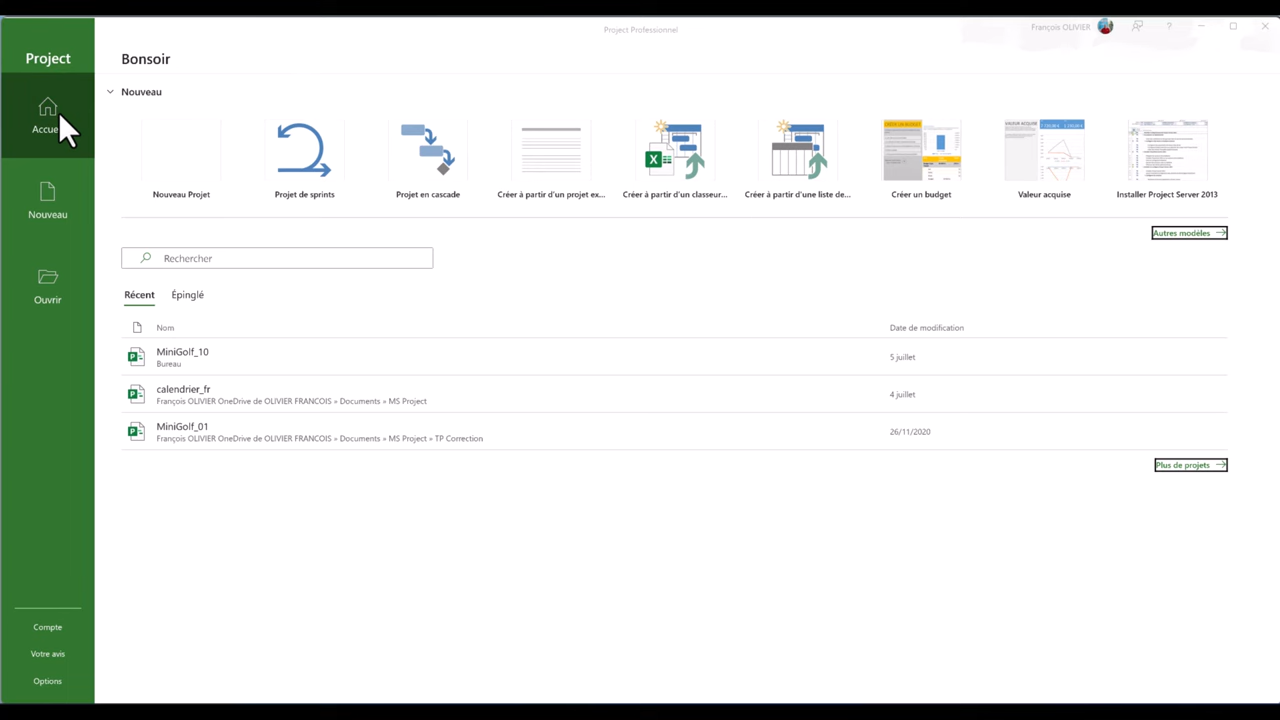 Project Professionnel
François OLIVIER
?
Project
Bonsoir
Accue
Nouveau
Ouvrir
Compte
Votre avis
Options
Nouveau
Nouveau Projet
Projet de sprints
Projet en cascade
Créer à partir d'un projet ex...
Créer à partir d'un classeur...
Créer à partir d'une liste de...
Créer un budget
Valeur acquise
Installer Project Server 2013
Autres modèles
Rechercher
Récent
Épinglé
Nom
Date de modification
MiniGolf_10
Bureau
5 juillet
calendrier_fr
François OLIVIER OneDrive de OLIVIER FRANCOIS » Documents » MS Project
4 juillet
MiniGolf_01
François OLIVIER OneDrive de OLIVIER FRANCOIS » Documents » MS Project » TP Correction
26/11/2020
Plus de projets